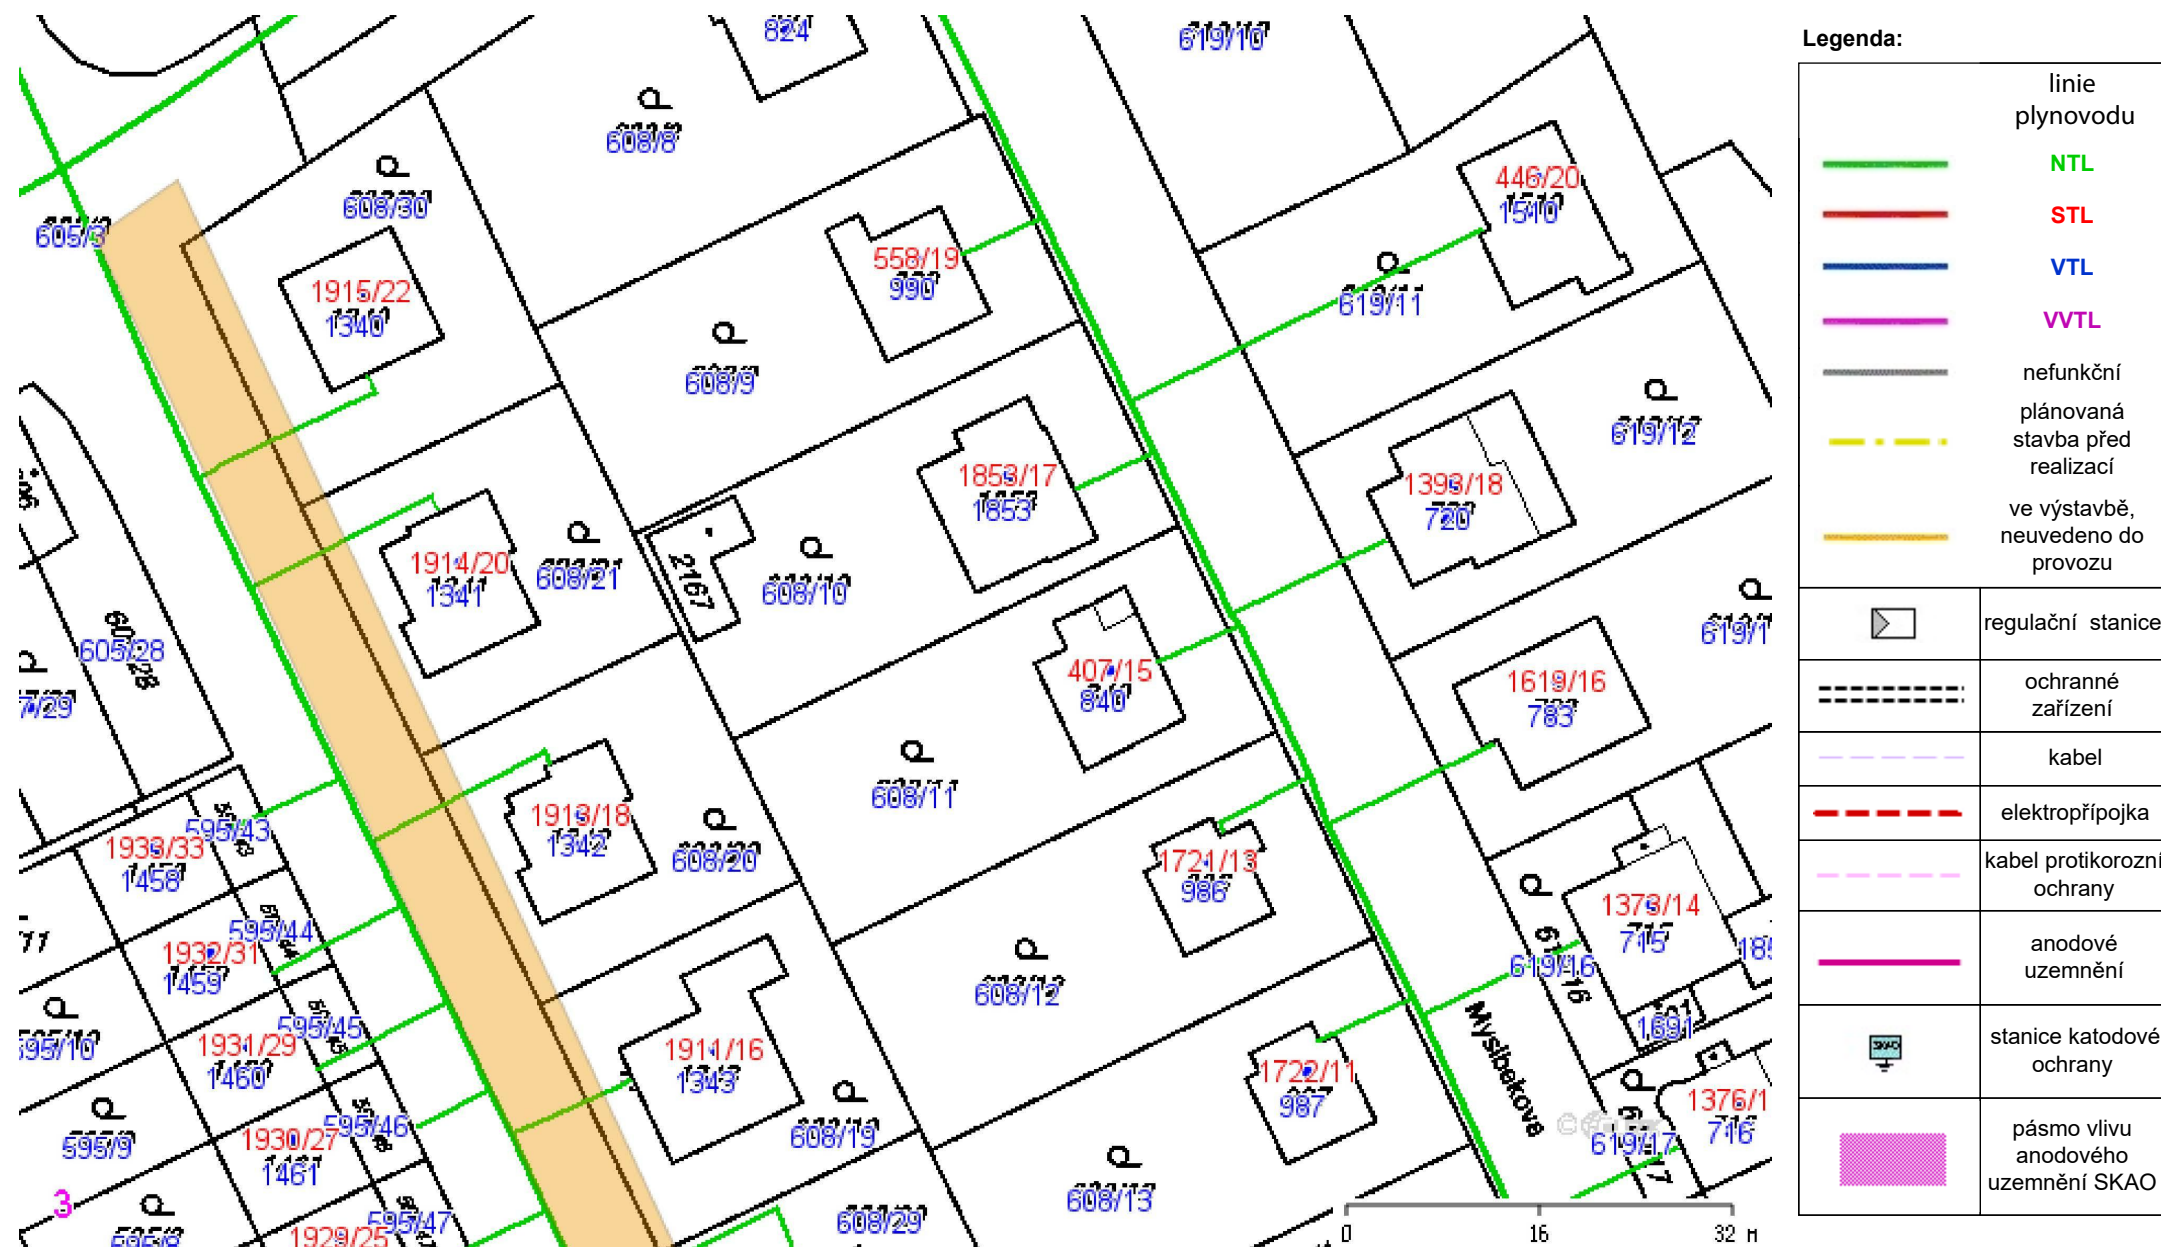 824
619/10
Legenda:
linie
plynovodu
NTL
STL
VTL
VVTL
nefunkční
plánovaná
stavba před
realizací
ve výstavbě,
neuvedeno do
provozu
regulační stanice
ochranné
zařízení
kabel
elektropřípojka
kabel protikorozní
ochrany
anodové
uzemnění
stanice katodové
ochrany
pásmo vlivu
anodového
uzemnění SKAO
608/8
608/30
605/3
446/20
1510
558/19
990
1915/22
1340
619/11
608/9
619/12
1853/17
1853
1393/18
720
1914/20
1341
608/21
2167
608/10
619/1
605/28
407/15
840
1619/16
783
7/29
608/11
1913/18
1342
608/20
595/43
1933/33
1458
1721/13
986
1373/14
715
595/44
1932/31
1459
619/16
185
608/12
595/45
1931/29
1460
595/10
1691
1911/16
1343
Myslbekova
1722/11
987
1376/1
716
595/46
1930/27
1461
595/9
608/19
619/17
608/13
3
595/47
608/29
1929/25
595/8
0 16 32 m